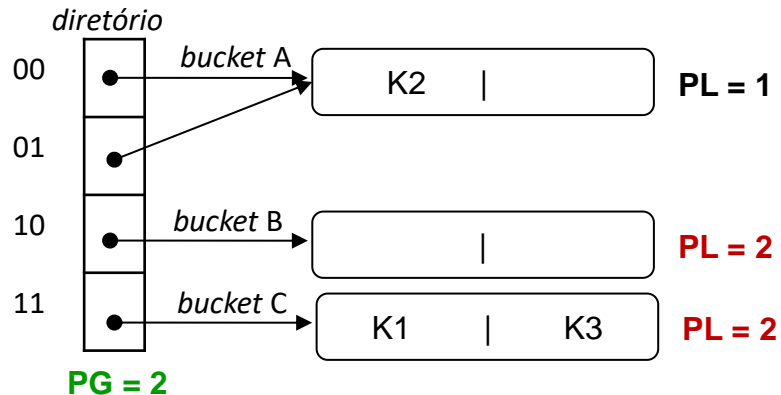 diretório
00 bucket A K2 | PL = 1
01
10 bucket B | PL = 2
11 bucket C K1 | K3 PL = 2
PG = 2